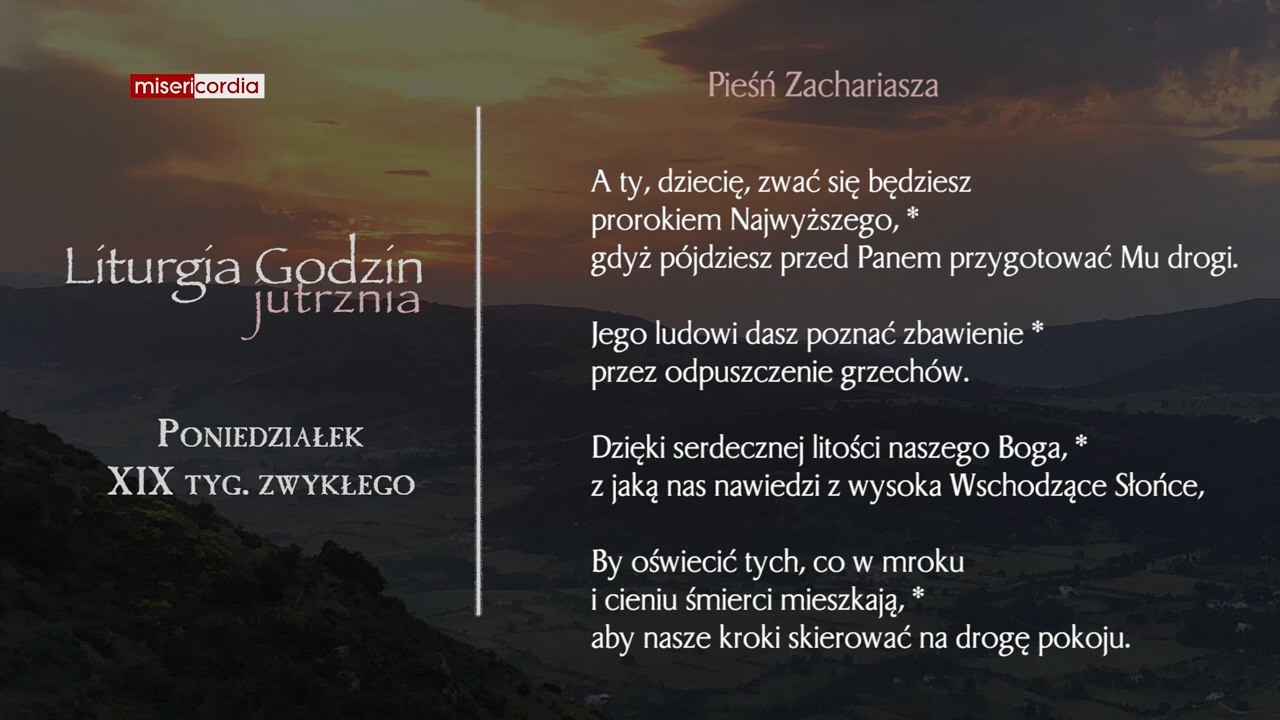 misericordia
Liturgia Godzin
jutrznia
Poniedziałek
XIX tyg. zwykłego
Pieśń Zachariasza
A ty, dziecię, zwać się będziesz
prorokiem Najwyższego, *
gdyż pójdziesz przed Panem przygotować Mu drogi.
Jego ludowi dasz poznać zbawienie *
przez odpuszczenie grzechów.
Dzięki serdecznej litości naszego Boga, *
z jaką nas nawiedzi z wysoka Wschodzące Słońce,
By oświecić tych, co w mroku
i cieniu śmierci mieszkają, *
aby nasze kroki skierować na drogę pokoju.